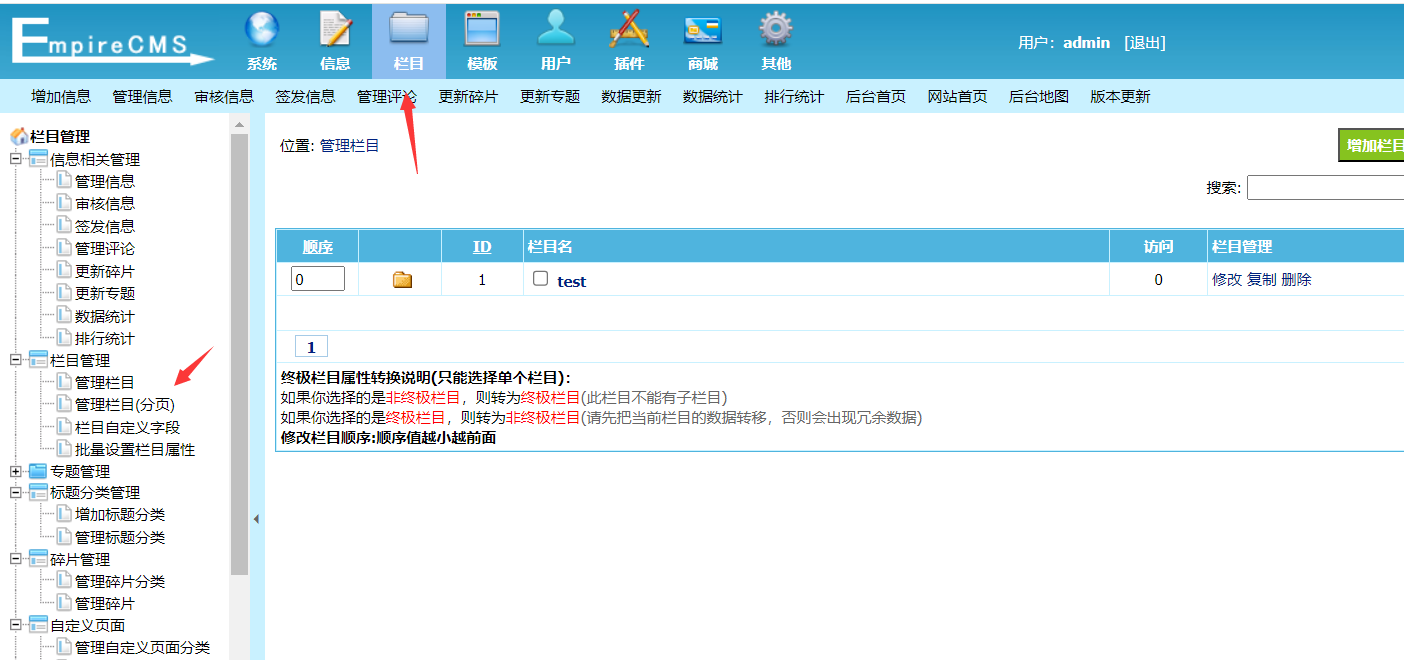 EmpireCMS
系统 信息 栏目 模板 用户 插件 商城 其他
用户：admin [退出]
增加信息 管理信息 审核信息 签发信息 管理评论 更新碎片 更新专题 数据更新 数据统计 排行统计 后台首页 网站首页 后台地图 版本更新
栏目管理
信息相关管理
管理信息
审核信息
签发信息
管理评论
更新碎片
更新专题
数据统计
排行统计
栏目管理
管理栏目
管理栏目(分页)
栏目自定义字段
批量设置栏目属性
专题管理
标题分类管理
增加标题分类
管理标题分类
碎片管理
管理碎片分类
管理碎片
自定义页面
管理自定义页面分类
位置: 管理栏目
增加栏目
搜索:
顺序 ID 栏目名 访问 栏目管理
0 1 test 0 修改 复制 删除
1
终极栏目属性转换说明(只能选择单个栏目)：
如果你选择的是非终极栏目，则转为终极栏目(此栏目不能有子栏目)
如果你选择的是终极栏目，则转为非终极栏目(请先把当前栏目的数据转移，否则会出现冗余数据)
修改栏目顺序:顺序值越小越前面